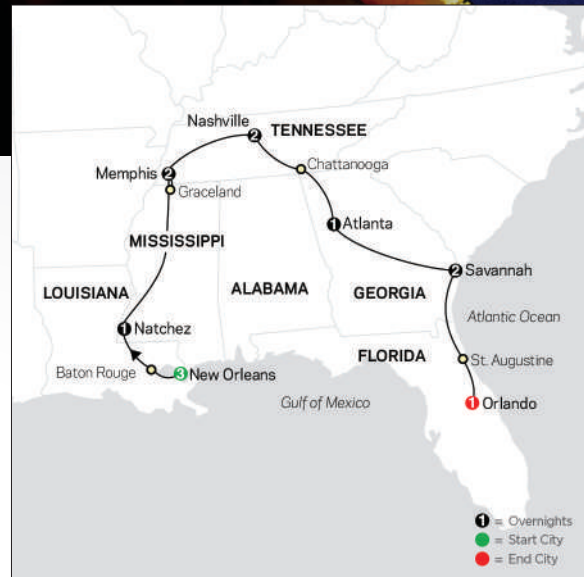 Nashville 2 TENNESSEE
Chattanooga
Memphis 2
Graceland
1 Atlanta
MISSISSIPPI
2 Savannah
LOUISIANA
ALABAMA
GEORGIA
Atlantic Ocean
1 Natchez
FLORIDA
St. Augustine
Baton Rouge
3 New Orleans
Gulf of Mexico
1 Orlando
1 = Overnights
= Start City
= End City